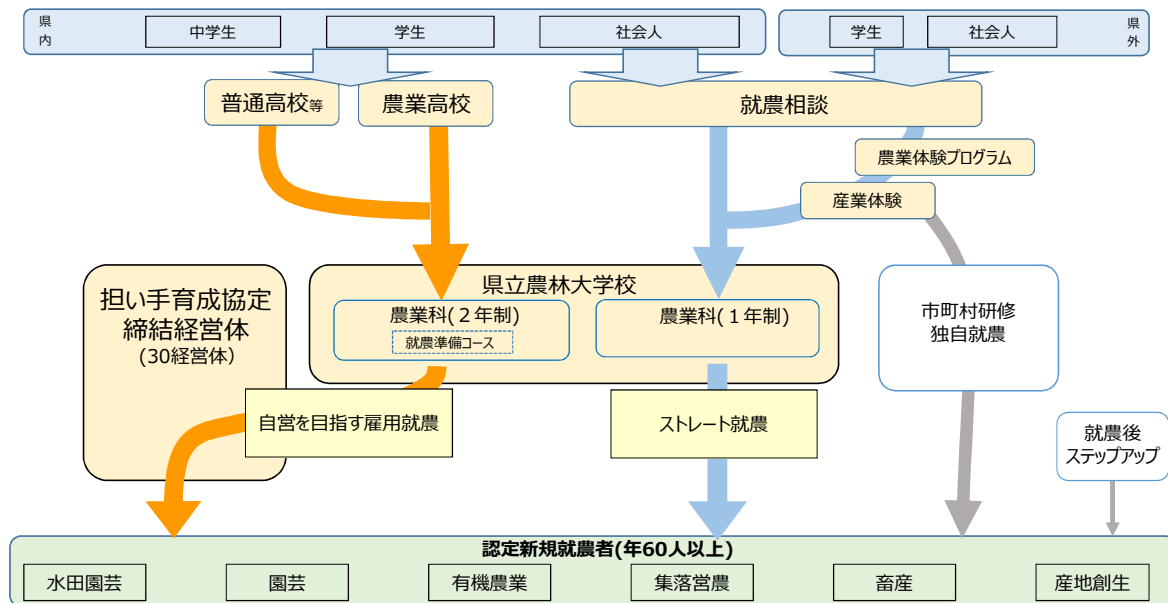 県内
中学生
学生
社会人
学生
社会人
県外
普通高校等
農業高校
就農相談
農業体験プログラム
産業体験
担い手育成協定
締結経営体
(30経営体)
県立農林大学校
農業科(２年制)
就農準備コース
農業科(１年制)
市町村研修
独自就農
自営を目指す雇用就農
ストレート就農
就農後
ステップアップ
認定新規就農者(年60人以上)
水田園芸
園芸
有機農業
集落営農
畜産
産地創生